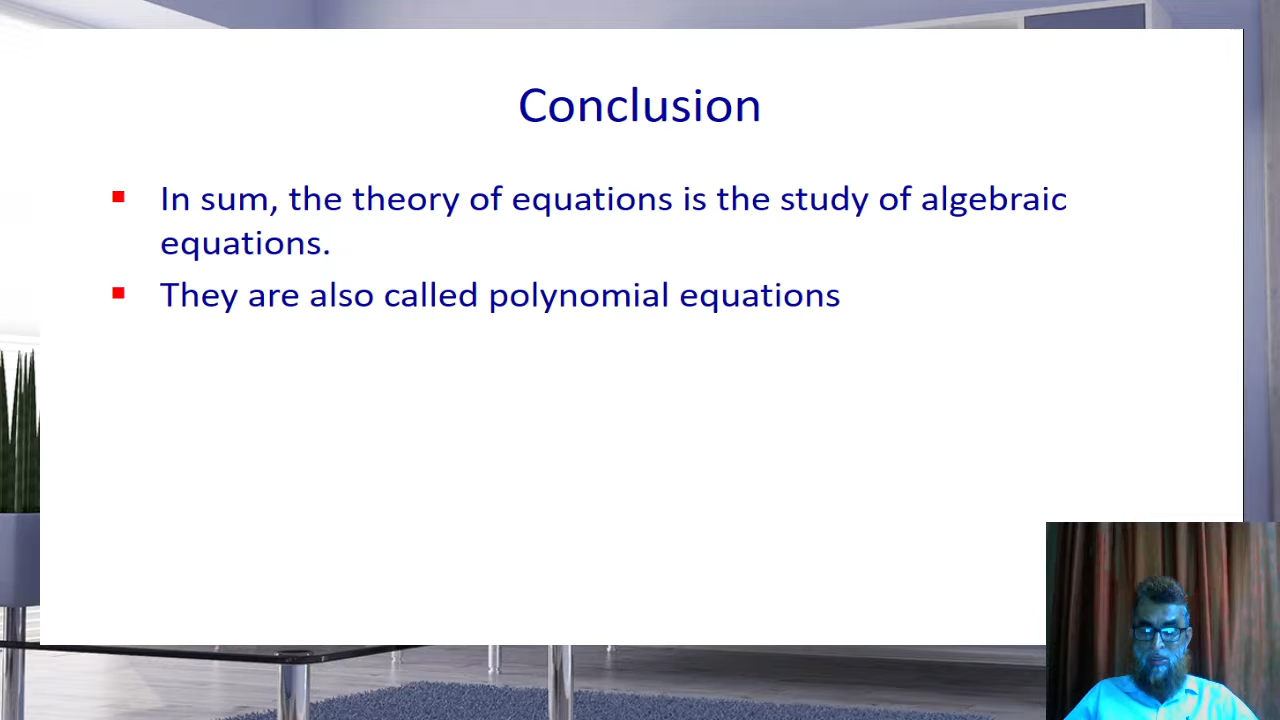 Conclusion
In sum, the theory of equations is the study of algebraic
equations.
They are also called polynomial equations